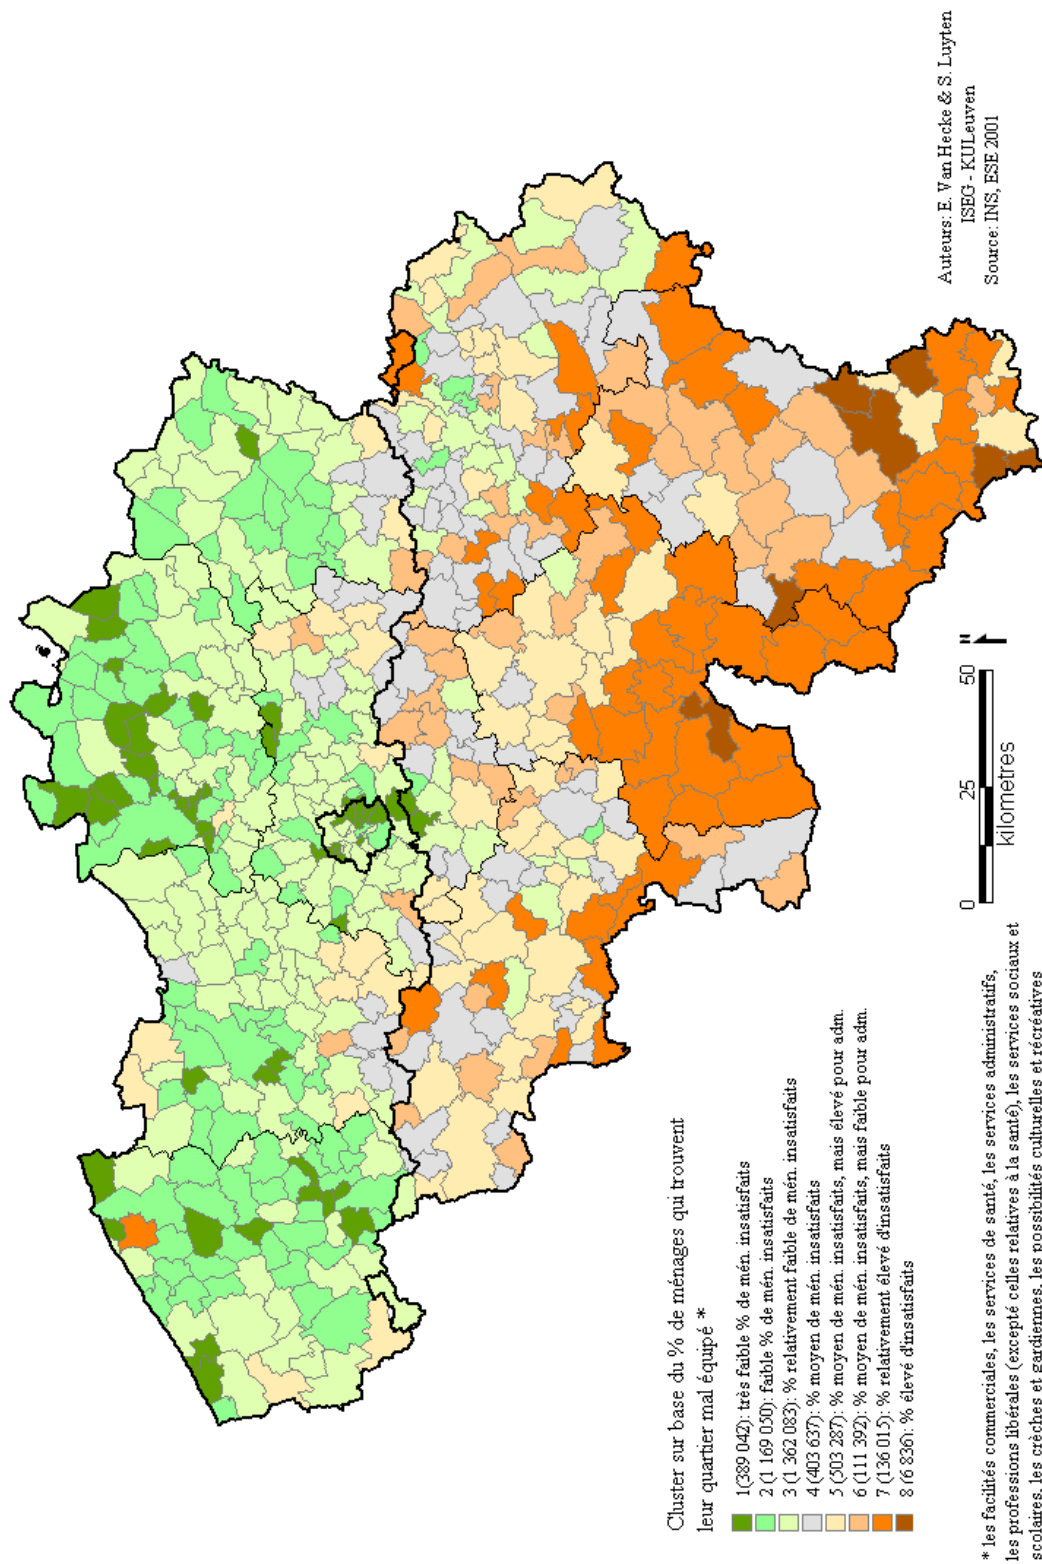 Cluster sur base du % de ménages qui trouvent
leur quartier mal équipé *
1(389 042): très faible % de mén. insatisfaits
2 (1 169 050): faible % de mén. insatisfaits
3 (1 362 083): % relativement faible de mén. insatisfaits
4 (403 637): % moyen de mén. insatisfaits
5 (503 287): % moyen de mén. insatisfaits, mais élevé pour adm.
6 (111 392): % moyen de mén. insatisfaits, mais faible pour adm.
7 (136 015): % relativement élevé d'insatisfaits
8 (6 836): % élevé d'insatisfaits
* les facilités commerciales, les services de santé, les services administratifs,
les professions libérales (excepté celles relatives à la santé), les services sociaux et
scolaires, les crèches et gardiennes, les possibilités culturelles et récréatives
0 25 50
kilometres
N
Auteurs: E. Van Hecke & S. Luyten
ISEG - KULeuven
Source: INS, ESE 2001